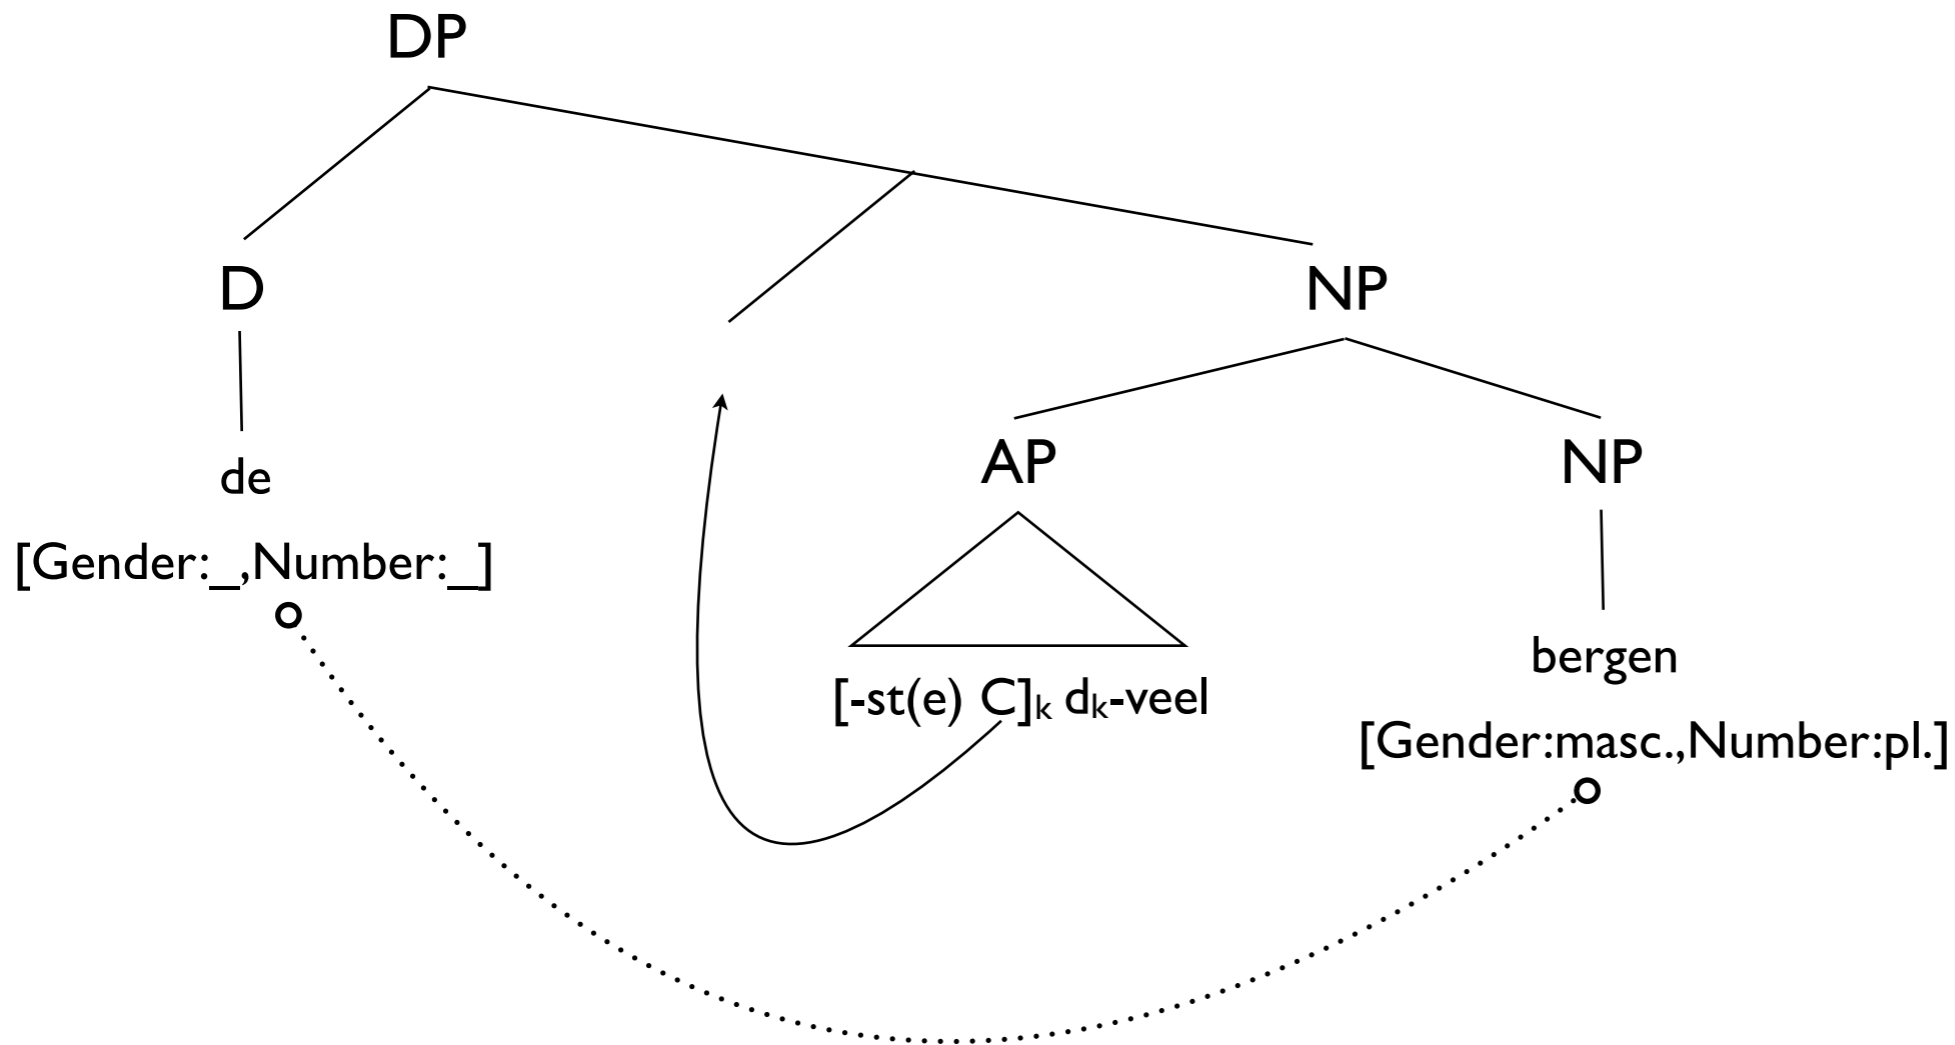 DP
D
NP
de
AP
NP
[Gender:_,Number:_]
bergen
[-st(e) C]k dk-veel
[Gender:masc.,Number:pl.]